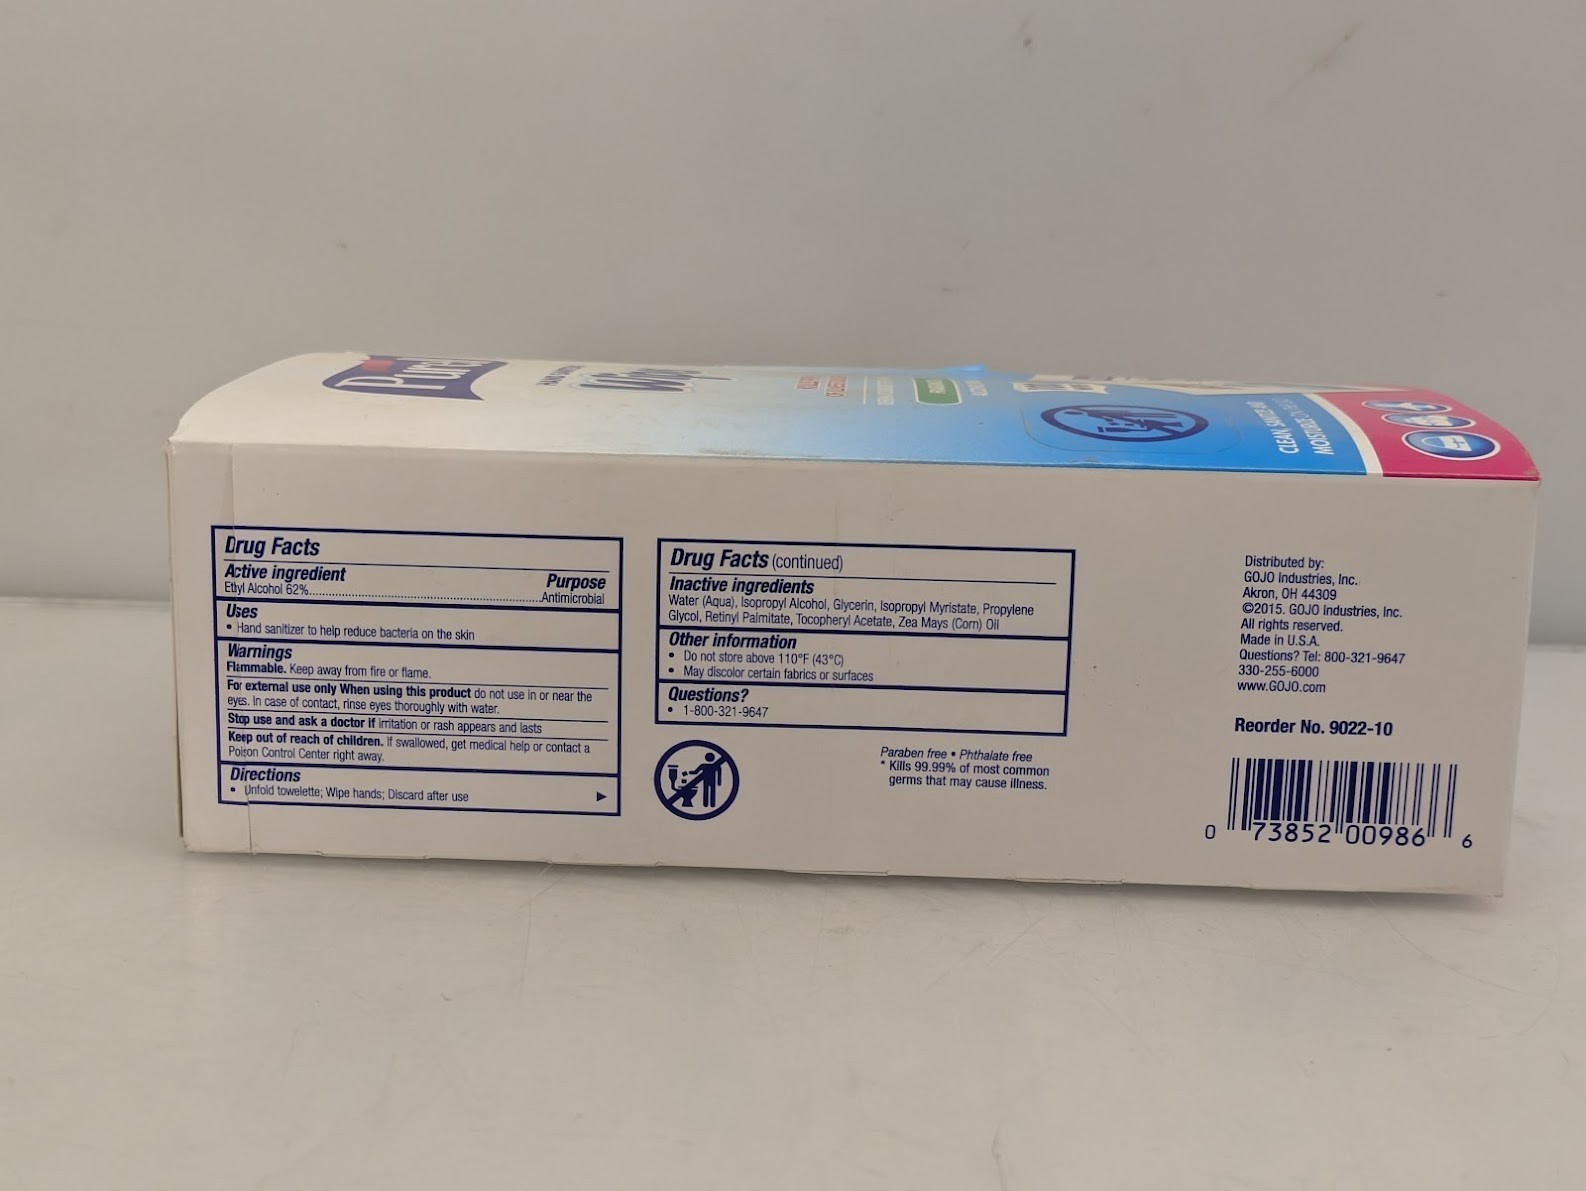 Purell
HAND
Wipes
CLEAN, SANITIZE AND
Drug Facts
Active ingredient
Purpose
Ethyl Alcohol 62%..........Antimicrobial
Uses
• Hand sanitizer to help reduce bacteria on the skin
Warnings
Flammable. Keep away from fire or flame.
For external use only When using this product do not use in or near the
eyes. In case of contact, rinse eyes thoroughly with water.
Stop use and ask a doctor if irritation or rash appears and lasts
Keep out of reach of children. If swallowed, get medical help or contact a
Poison Control Center right away.
Directions
• Unfold towelette; Wipe hands; Discard after use
Drug Facts (continued)
Inactive ingredients
Water (Aqua), Isopropyl Alcohol, Glycerin, Isopropyl Myristate, Propylene
Glycol, Retinyl Palmitate, Tocopheryl Acetate, Zea Mays (Corn) Oil
Other information
• Do not store above 110°F (43°C)
• May discolor certain fabrics or surfaces
Questions?
• 1-800-321-9647
Paraben free • Phthalate free
* Kills 99.99% of most common
germs that may cause illness.
Distributed by:
GOJO Industries, Inc.
Akron, OH 44309
©2015. GOJO Industries, Inc.
All rights reserved.
Made in U.S.A.
Questions? Tel: 800-321-9647
330-255-6000
www.GOJO.com
Reorder No. 9022-10
0 73852 00986 6